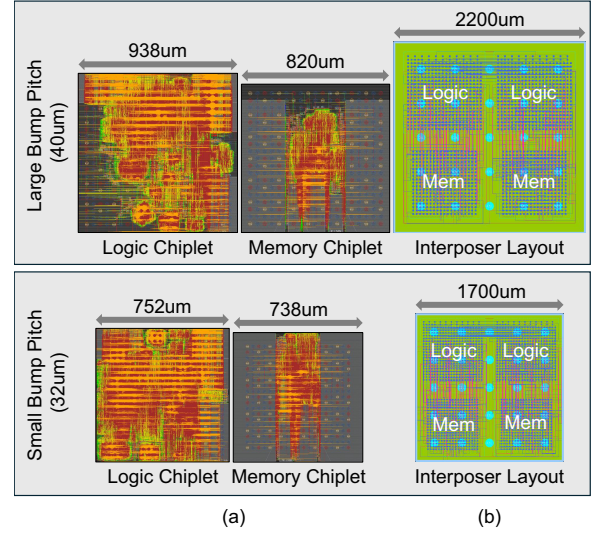 Large Bump Pitch
(40um)
938um
820um
2200um
Logic
Logic
Mem
Mem
Logic Chiplet
Memory Chiplet
Interposer Layout
Small Bump Pitch
(32um)
752um
738um
1700um
Logic
Logic
Mem
Mem
Logic Chiplet
Memory Chiplet
Interposer Layout
(a)
(b)